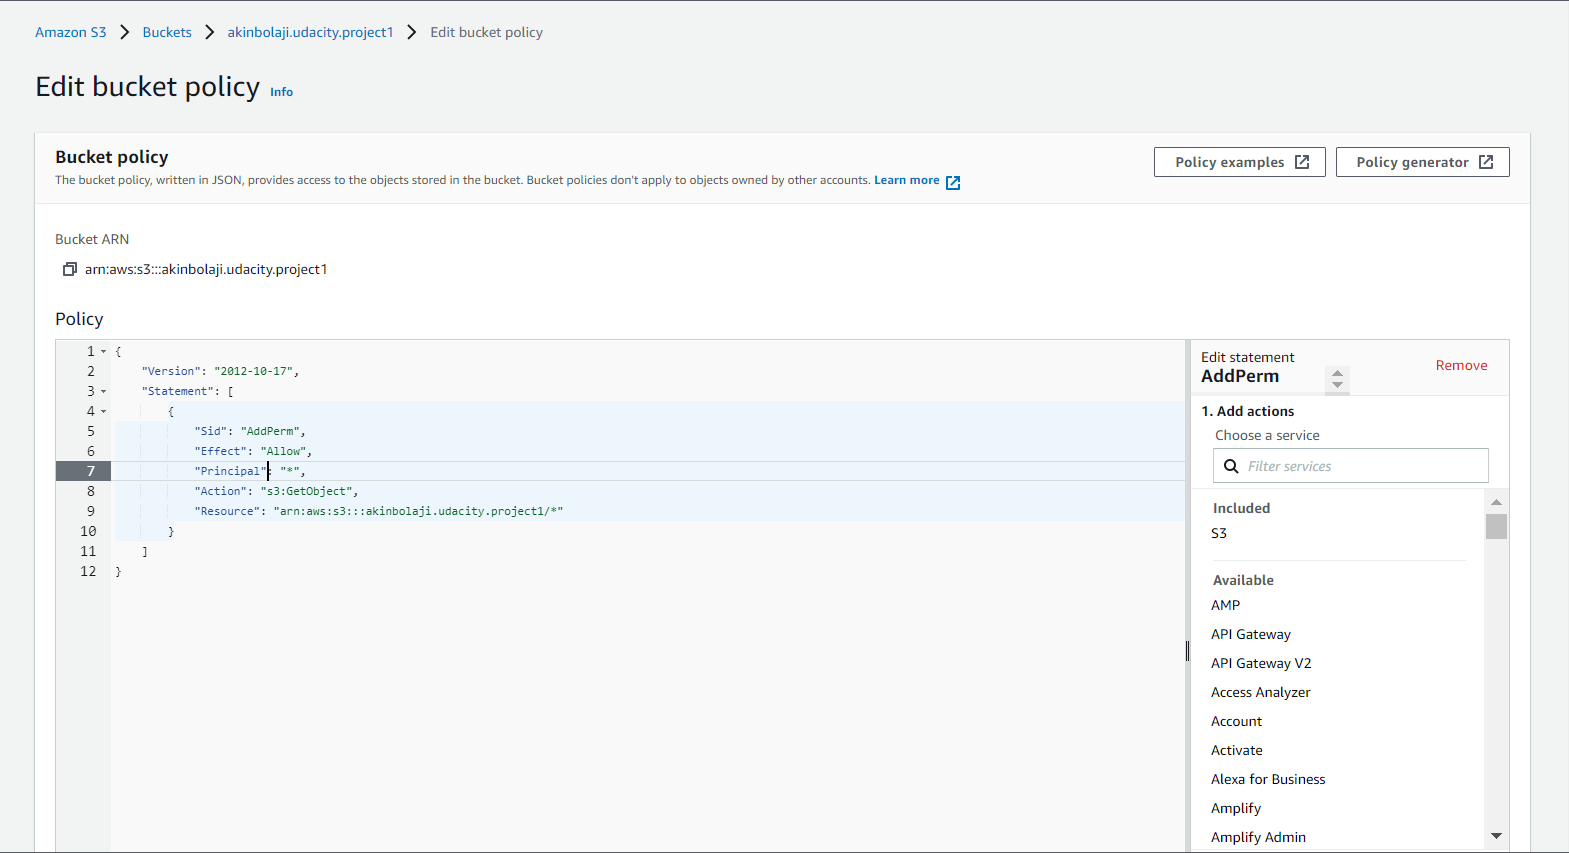 Amazon S3 > Buckets > akinbolaji.udacity.project1 > Edit bucket policy
Edit bucket policy Info
Bucket policy
The bucket policy, written in JSON, provides access to the objects stored in the bucket. Bucket policies don't apply to objects owned by other accounts. Learn more
Policy examples
Policy generator
Bucket ARN
arn:aws:s3:::akinbolaji.udacity.project1
Policy
1 {
2 "Version": "2012-10-17",
3 "Statement": [
4 {
5 "Sid": "AddPerm",
6 "Effect": "Allow",
7 "Principal": "*",
8 "Action": "s3:GetObject",
9 "Resource": "arn:aws:s3:::akinbolaji.udacity.project1/*"
10 }
11 ]
12 }
Edit statement
AddPerm
Remove
1. Add actions
Choose a service
Filter services
Included
S3
Available
AMP
API Gateway
API Gateway V2
Access Analyzer
Account
Activate
Alexa for Business
Amplify
Amplify Admin